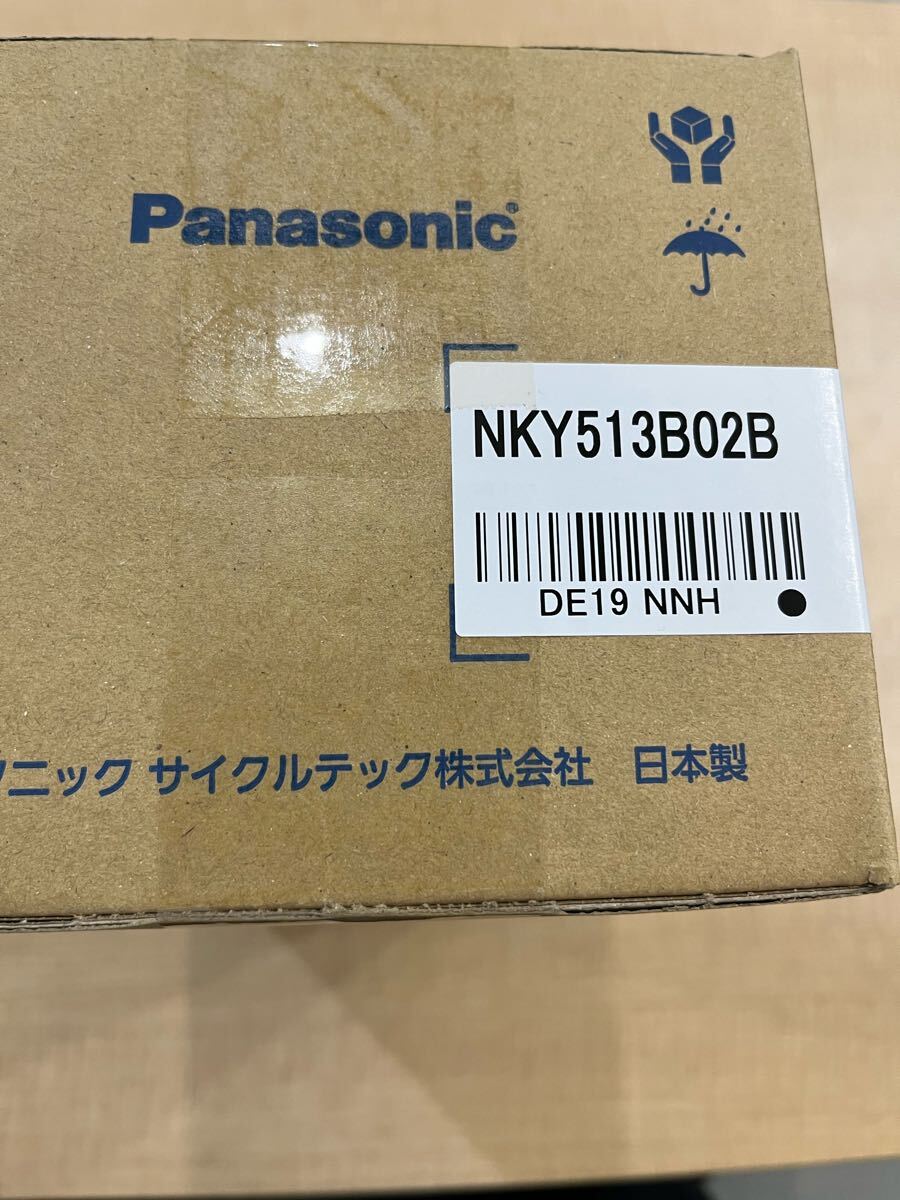 Panasonic®
NKY513B02B
DE19 NNH
ソニック サイクルテック株式会社 日本製